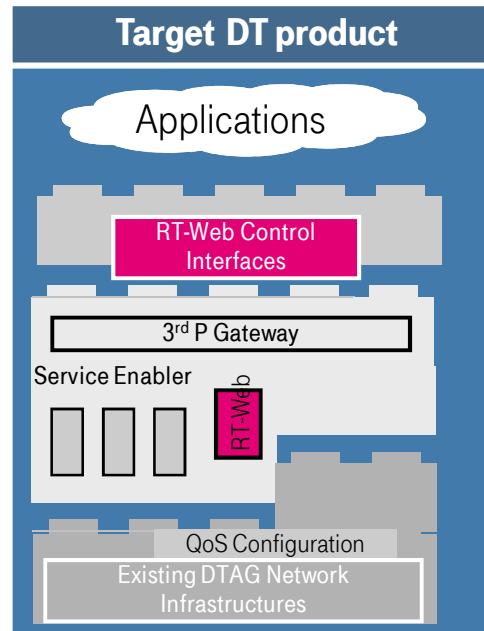 Target DT product
Applications
RT-Web Control
Interfaces
3rd P Gateway
Service Enabler
RT-Web
QoS Configuration
Existing DTAG Network
Infrastructures